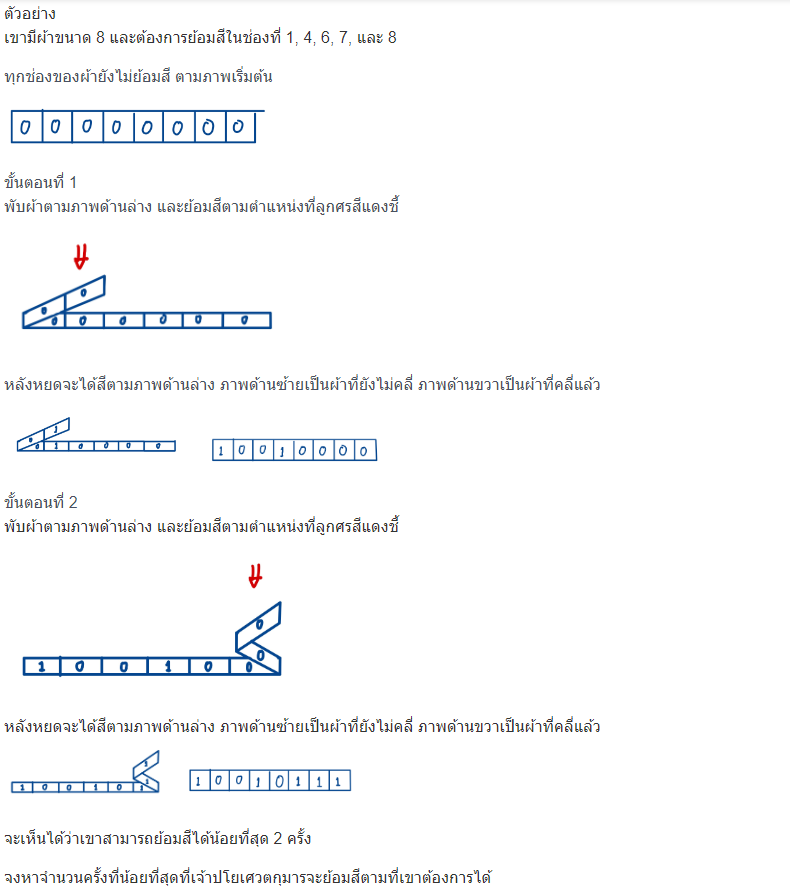 ตัวอย่าง
เขามีผ้าขนาด 8 และต้องการย้อมสีในช่องที่ 1, 4, 6, 7, และ 8
ทุกช่องของผ้ายังไม่ย้อมสี ตามภาพเริ่มต้น
0 0 0 0 0 0 0 0
ขั้นตอนที่ 1
พับผ้าตามภาพด้านล่าง และย้อมสีตามตำแหน่งที่ลูกศรสีแดงชี้
0 0
0 0 0 0 0 0
หลังหยดจะได้สีตามภาพด้านล่าง ภาพด้านซ้ายเป็นผ้าที่ยังไม่คลี่ ภาพด้านขวาเป็นผ้าที่คลี่แล้ว
0 1
0 1 0 0 0 0
1 0 0 1 0 0 0 0
ขั้นตอนที่ 2
พับผ้าตามภาพด้านล่าง และย้อมสีตามตำแหน่งที่ลูกศรสีแดงชี้
0
0
1 0 0 1 0 0
หลังหยดจะได้สีตามภาพด้านล่าง ภาพด้านซ้ายเป็นผ้าที่ยังไม่คลี่ ภาพด้านขวาเป็นผ้าที่คลี่แล้ว
1
1
1 0 0 1 0 1
1 0 0 1 0 1 1 1
จะเห็นได้ว่าเขาสามารถย้อมสีได้น้อยที่สุด 2 ครั้ง
จงหาจำนวนครั้งที่น้อยที่สุดที่เจ้าปโยเศวตกุมารจะย้อมสีตามที่เขาต้องการได้